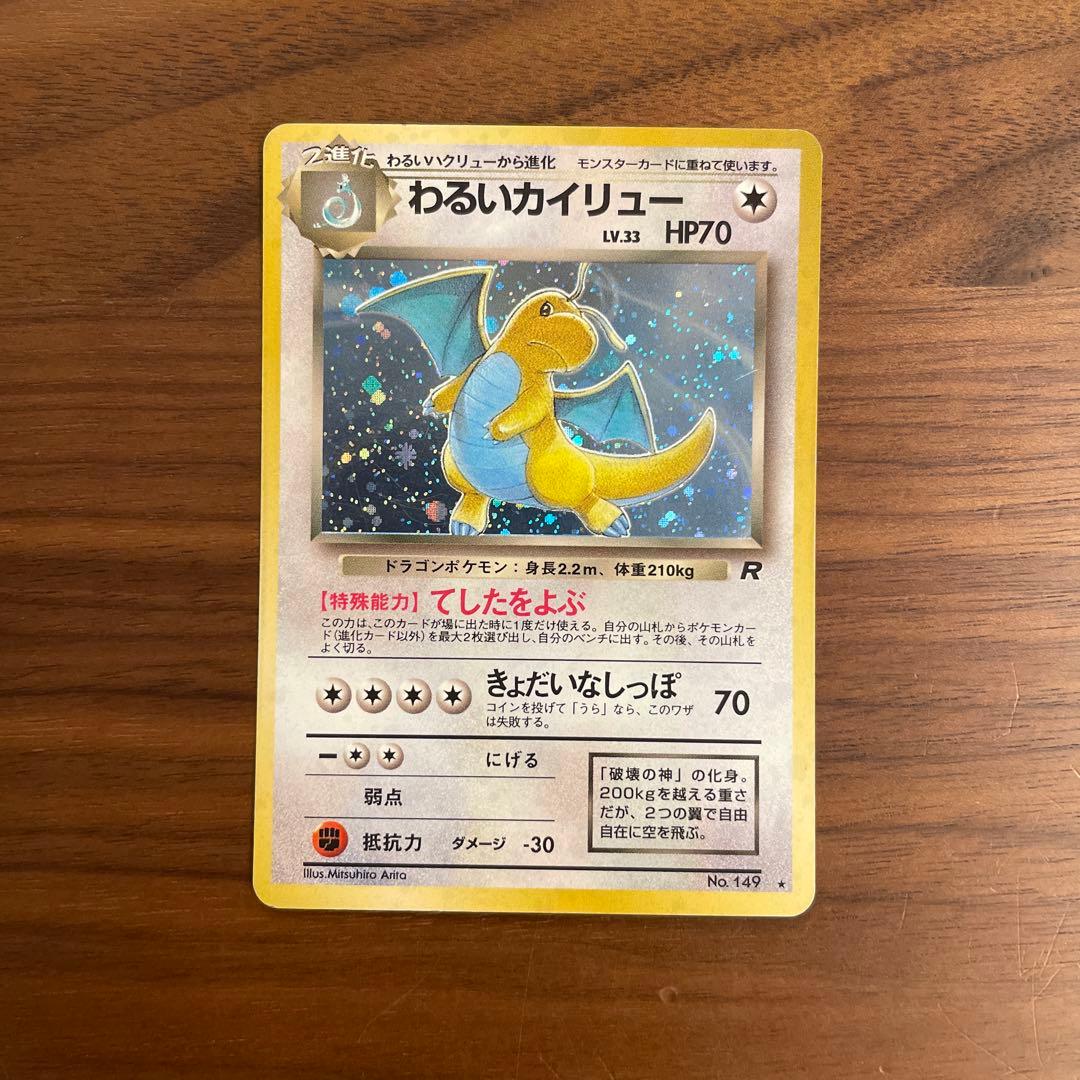 2進化 わるいハクリューから進化 モンスターカードに重ねて使います。
わるいカイリュー
LV.33 HP70
ドラゴンポケモン：身長2.2m、体重210kg R
【特殊能力】てしたをよぶ
この力は、このカードが場に出た時に1度だけ使える。自分の山札からポケモンカー
ド（進化カード以外）を最大2枚選び出し、自分のベンチに出す。その後、その山札を
よく切る。
きょだいなしっぽ 70
コインを投げて「うら」なら、このワザ
は失敗する。
にげる
弱点
抵抗力 ダメージ -30
「破壊の神」の化身。
200kgを越える重さ
だが、2つの翼で自由
自在に空を飛ぶ。
Illus.Mitsuhiro Arita
No. 149 ★